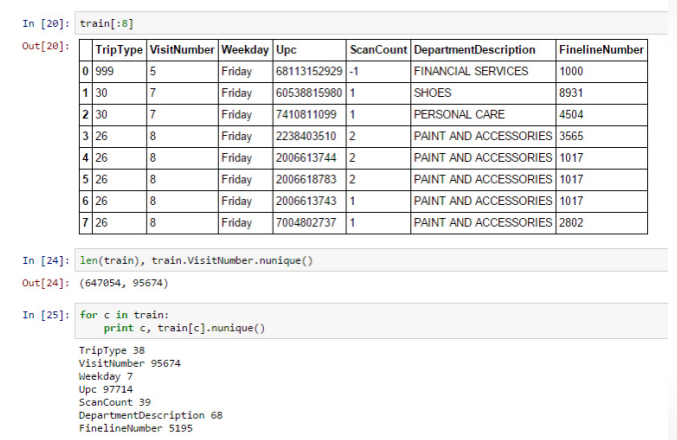 In [20]: train[:8]
Out[20]:
TripType VisitNumber Weekday Upc ScanCount DepartmentDescription FinelineNumber
0 999 5 Friday 68113152929 -1 FINANCIAL SERVICES 1000
1 30 7 Friday 60538815980 1 SHOES 8931
2 30 7 Friday 7410811099 1 PERSONAL CARE 4504
3 26 8 Friday 2238403510 2 PAINT AND ACCESSORIES 3565
4 26 8 Friday 2006613744 2 PAINT AND ACCESSORIES 1017
5 26 8 Friday 2006618783 2 PAINT AND ACCESSORIES 1017
6 26 8 Friday 2006613743 1 PAINT AND ACCESSORIES 1017
7 26 8 Friday 7004802737 1 PAINT AND ACCESSORIES 2802
In [24]: len(train), train.VisitNumber.nunique()
Out[24]: (647054, 95674)
In [25]: for c in train:
print c, train[c].nunique()
TripType 38
VisitNumber 95674
Weekday 7
Upc 97714
ScanCount 39
DepartmentDescription 68
FinelineNumber 5195